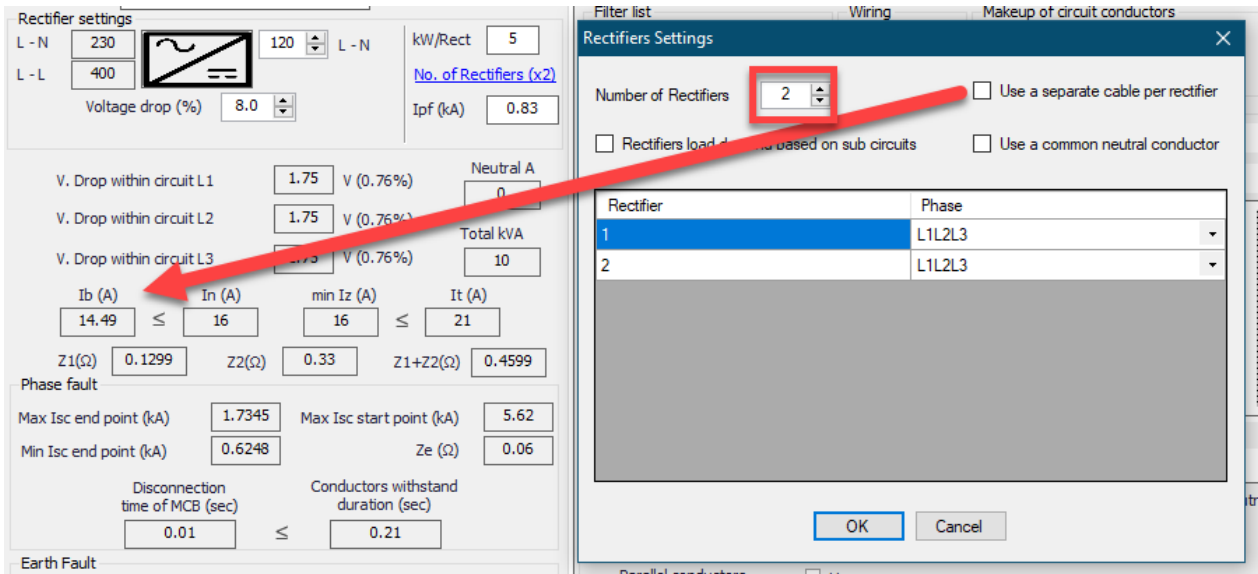 Rectifier settings
L - N 230 120 L - N kW/Rect 5
L - L 400 No. of Rectifiers (x2)
Voltage drop (%) 8.0 Ipf (kA) 0.83
V. Drop within circuit L1 1.75 V (0.76%) Neutral A
0
V. Drop within circuit L2 1.75 V (0.76%)
Total kVA
V. Drop within circuit L3 1.75 V (0.76%) 10
Ib (A) In (A) min Iz (A) It (A)
14.49 ≤ 16 16 ≤ 21
Z1(Ω) 0.1299 Z2(Ω) 0.33 Z1+Z2(Ω) 0.4599
Phase fault
Max Isc end point (kA) 1.7345 Max Isc start point (kA) 5.62
Min Isc end point (kA) 0.6248 Ze (Ω) 0.06
Disconnection Conductors withstand
time of MCB (sec) duration (sec)
0.01 ≤ 0.21
Earth Fault
Filter list Wiring Makeup of circuit conductors
Rectifiers Settings
Number of Rectifiers 2 Use a separate cable per rectifier
Rectifiers load based on sub circuits Use a common neutral conductor
Rectifier Phase
1 L1L2L3
2 L1L2L3
OK Cancel
Parallel conductors